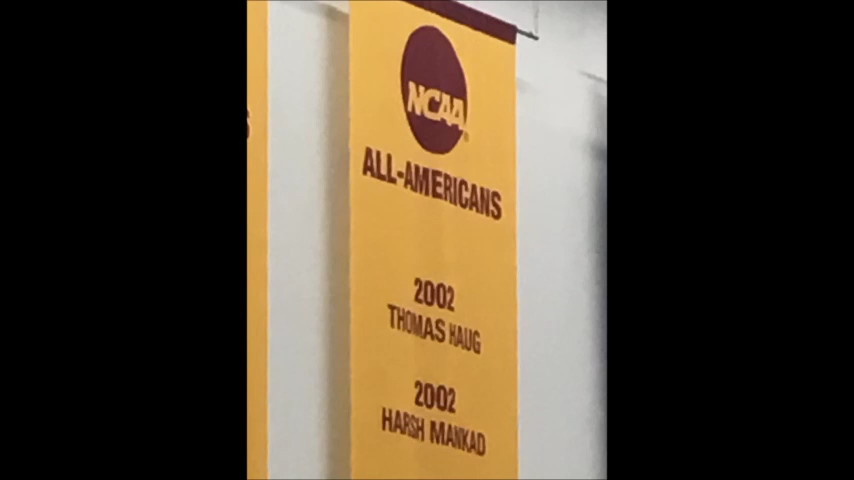 NCAA
ALL-AMERICANS
2002
THOMAS HAUG
2002
HARSH MANKAD